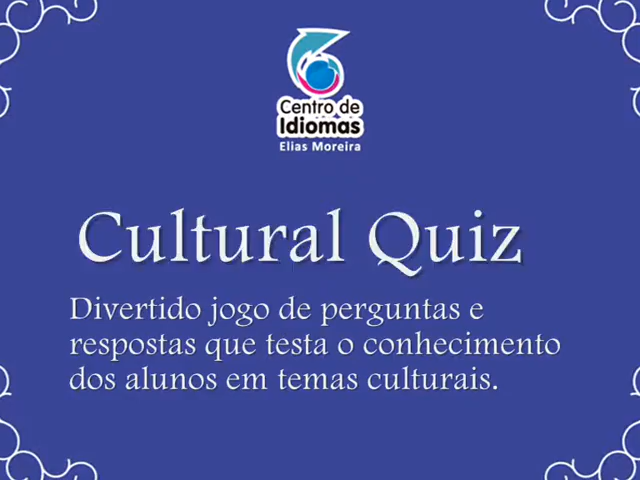 Centro de
Idiomas
Elias Moreira
Cultural Quiz
Divertido jogo de perguntas e
respostas que testa o conhecimento
dos alunos em temas culturais.